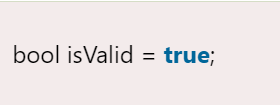 bool isValid = true;